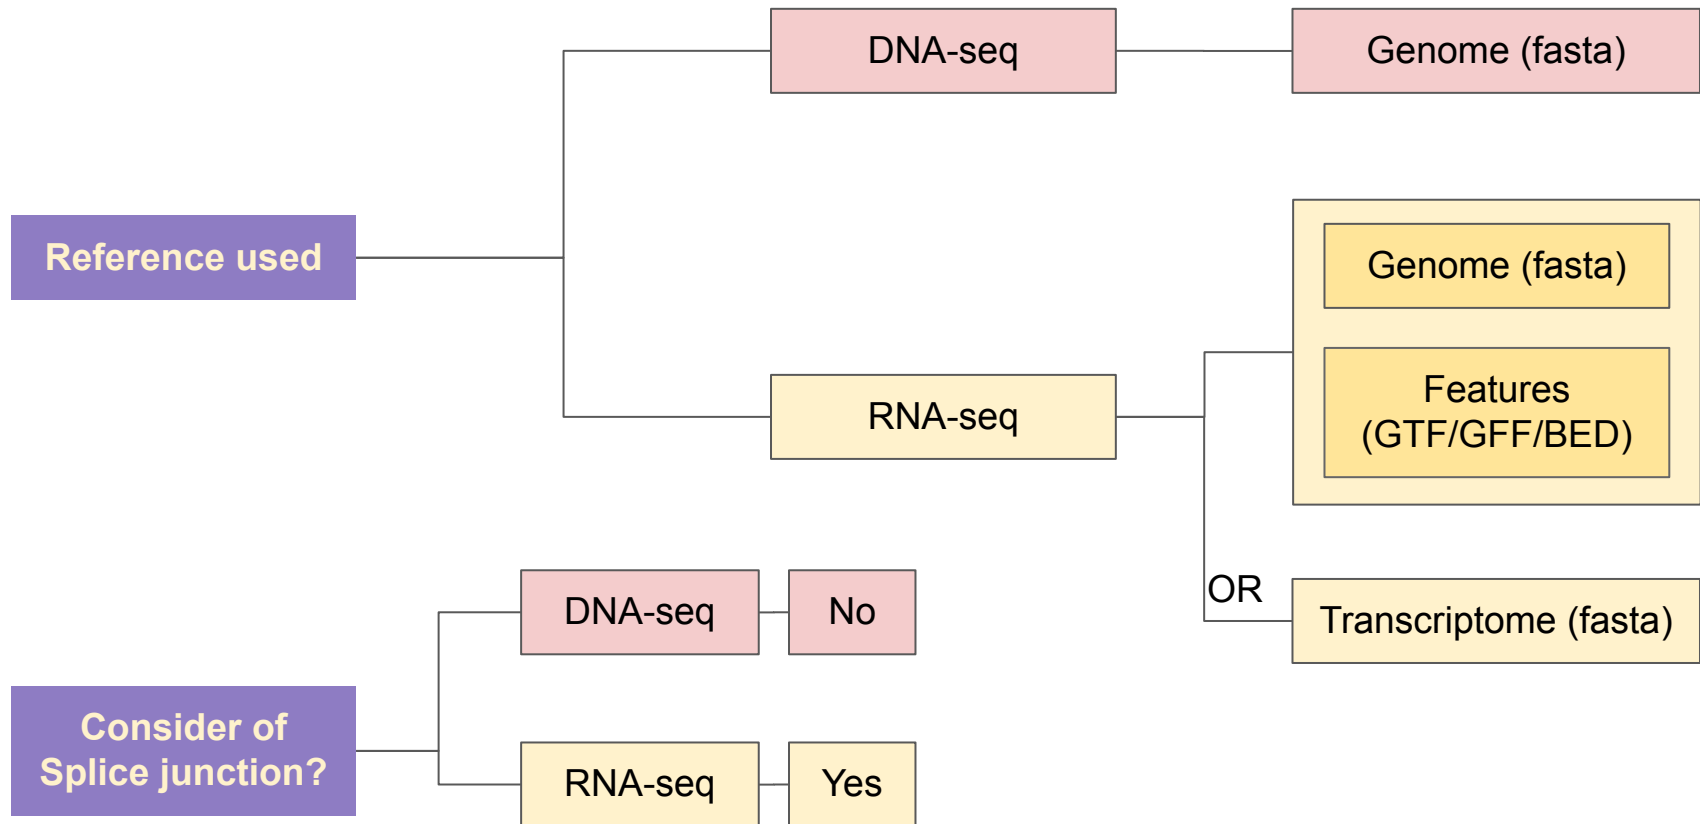 DNA-seq
Genome (fasta)
Reference used
Genome (fasta)
Features
(GTF/GFF/BED)
RNA-seq
OR
Transcriptome (fasta)
DNA-seq
No
Consider of
Splice junction?
RNA-seq
Yes